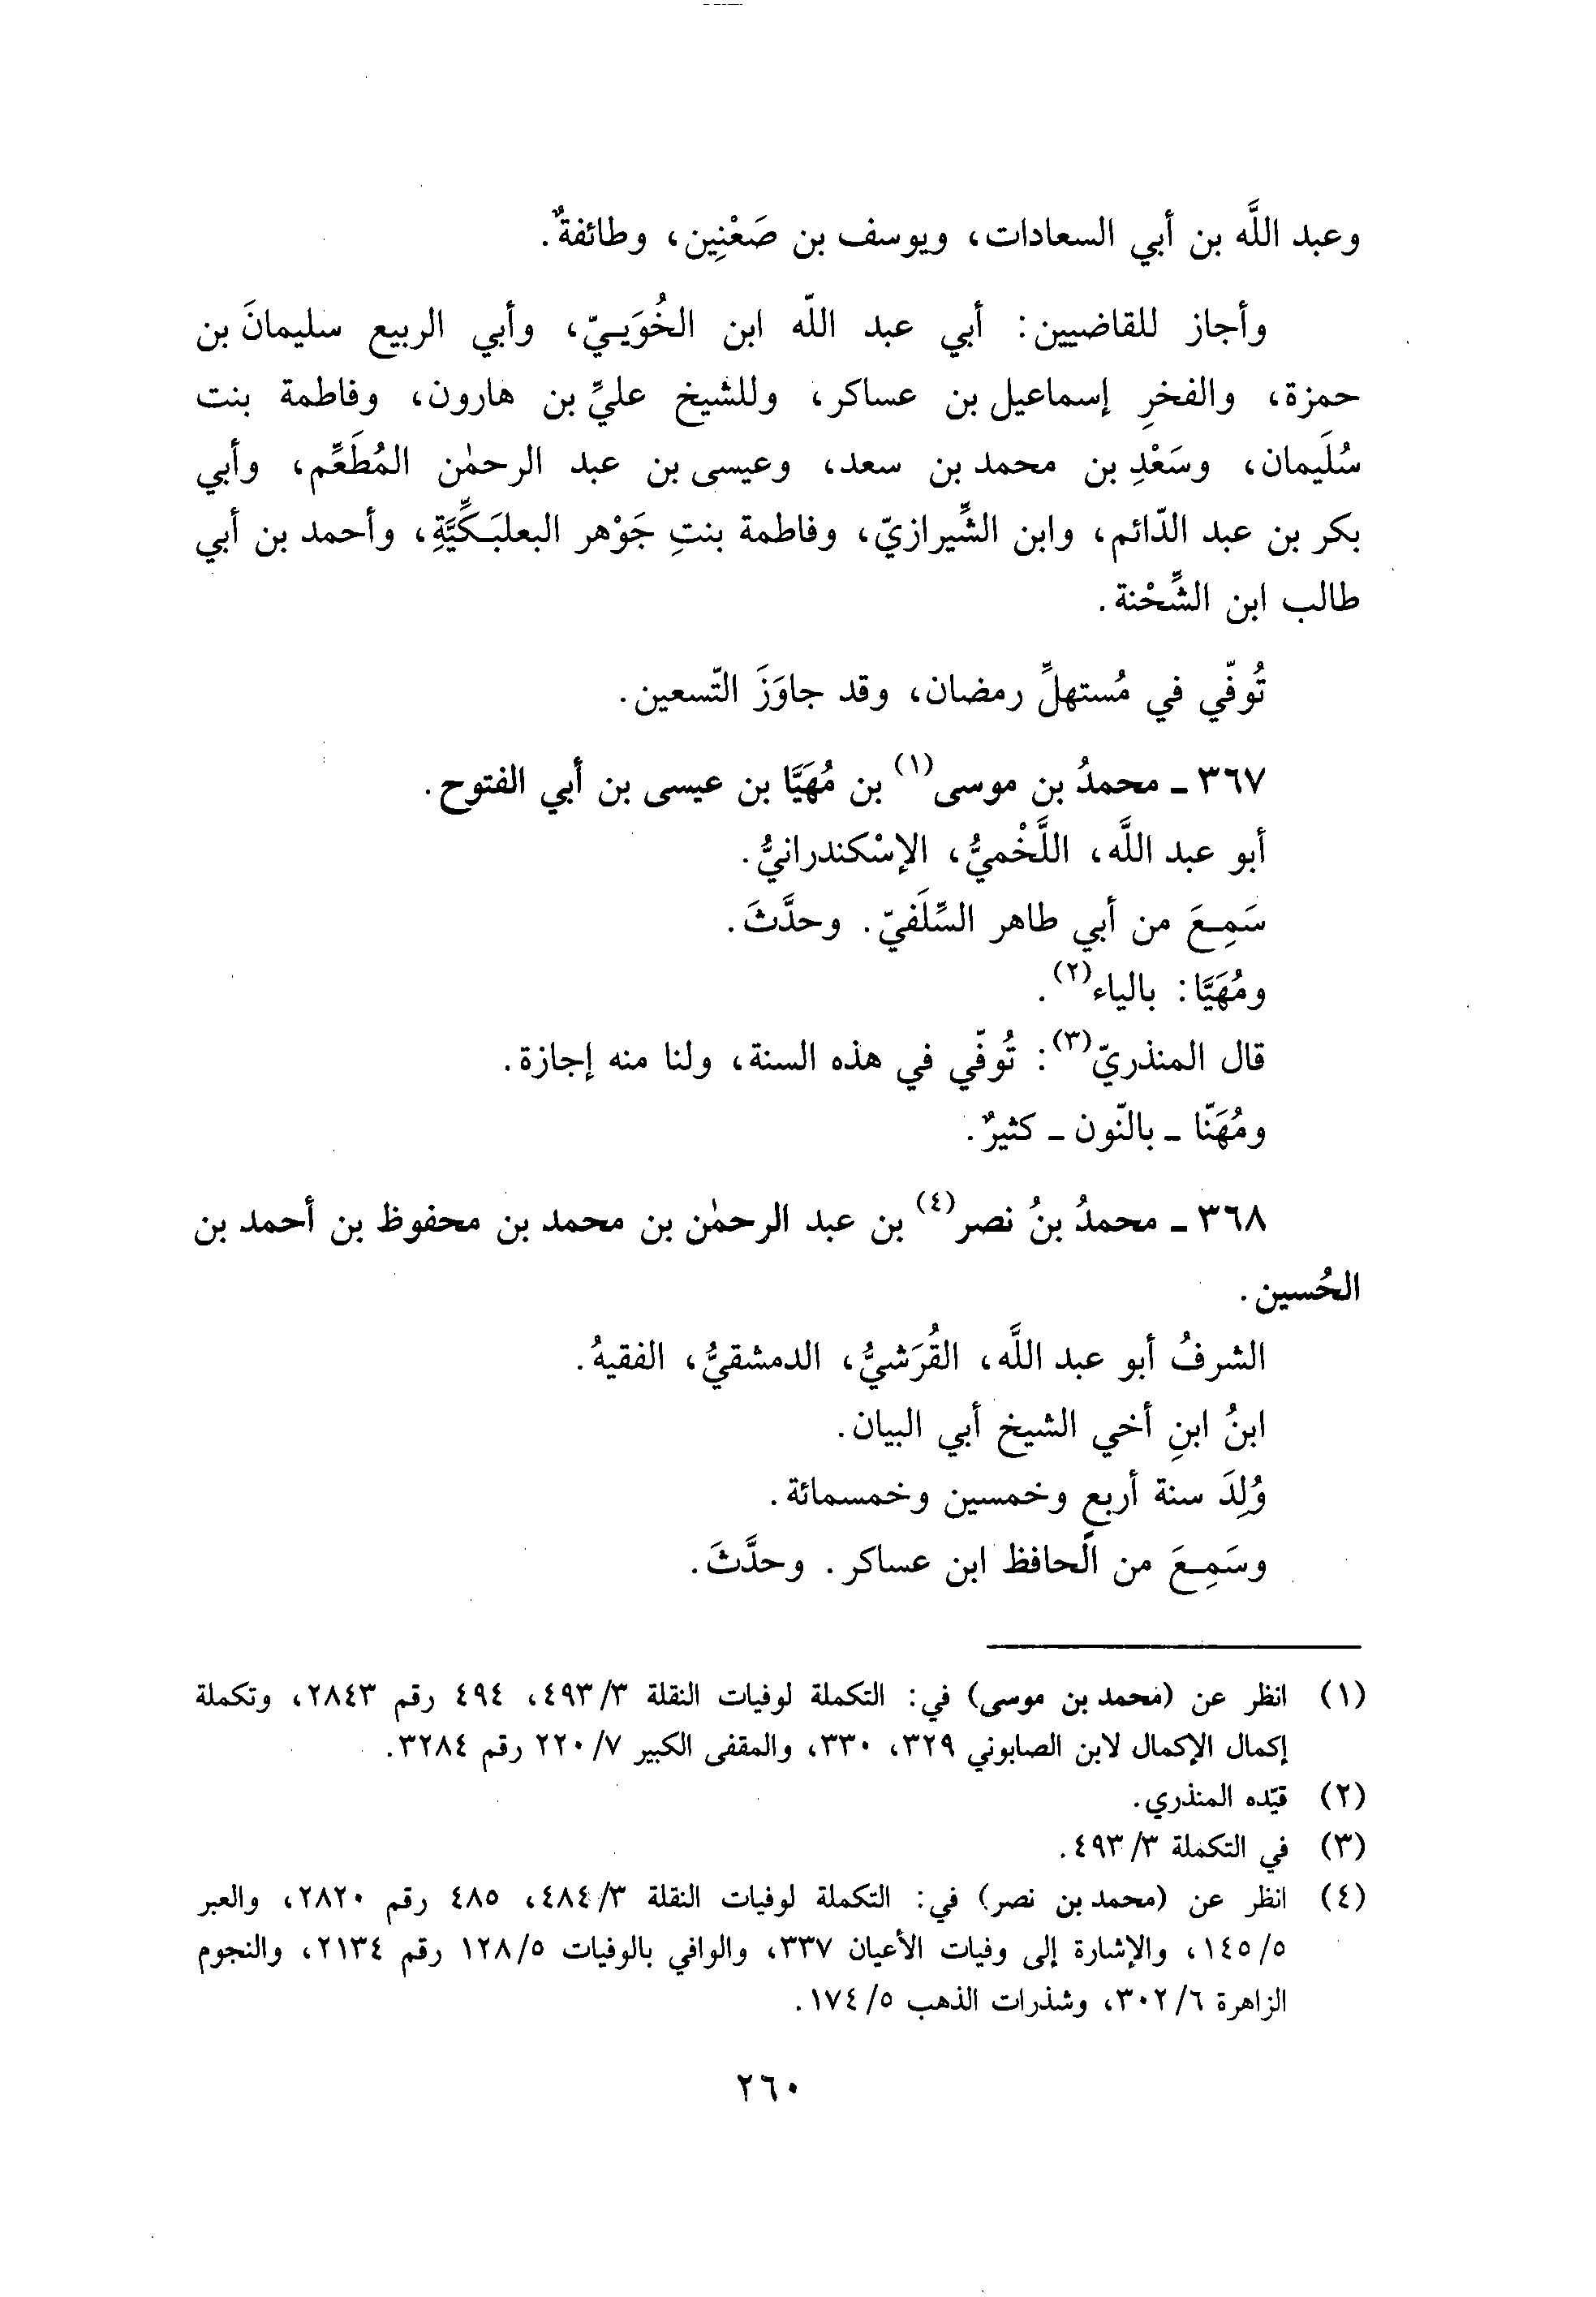 وعبد اللَّه بن أبي السعادات، ويوسف بن صَعْنِين، وطائفةٌ.
وأجاز للقاضيين: أبي عبد اللّه ابن الخُوَيـيّ، وأبي الربيع سليمانَ بن
حمزة، والفخرِ إسماعيل بن عساكر، وللشيخ عليِّ بن هارون، وفاطمة بنت
سُلَيمان، وسَعْدِ بن محمد بن سعد، وعيسى بن عبد الرحمٰن المُطَعِّم، وأبي
بكر بن عبد الدّائم، وابن الشِّيرازيّ، وفاطمة بنتِ جَوْهر البعلبَـكِّيَّةِ، وأحمد بن أبي
طالب ابن الشِّحْنة.
تُوفّي في مُستهلِّ رمضان، وقد جاوَزَ التّسعين.
٣٦٧ ـ محمدُ بن موسى(١) بن مُهَيَّا بن عيسى بن أبي الفتوح.
أبو عبد اللَّه، اللَّخْميُّ، الإسْكندرانيُّ.
سَمِـعَ من أبي طاهر السِّلَفيّ. وحدَّثَ.
ومُهَيَّا: بالياء(٢).
قال المنذريّ(٣): تُوفّي في هذه السنة، ولنا منه إجازة.
ومُهَنّا ـ بالنّون ـ كثيرٌ.
٣٦٨ ـ محمدُ بنُ نصر(٤) بن عبد الرحمٰن بن محمد بن محفوظ بن أحمد بن
الحُسين.
الشرفُ أبو عبد اللَّه، القُرَشيُّ، الدمشقيُّ، الفقيهُ.
ابنُ ابنِ أخي الشيخ أبي البيان.
وُلِدَ سنة أربعٍ وخمسين وخمسمائة.
وسَمِـعَ من الحافظ ابن عساكر. وحدَّثَ.
(١) انظر عن (محمد بن موسى) في: التكملة لوفيات النقلة ٣/ ٤٩٣، ٤٩٤ رقم ٢٨٤٣، وتكملة
إكمال الإكمال لابن الصابوني ٣٢٩، ٣٣٠، والمقفى الكبير ٧/ ٢٢٠ رقم ٣٢٨٤.
(٢) قيّده المنذري.
(٣) في التكملة ٣/ ٤٩٣.
(٤) انظر عن (محمد بن نصر) في: التكملة لوفيات النقلة ٣/ ٤٨٤، ٤٨٥ رقم ٢٨٢٠، والعبر
٥/ ١٤٥، والإشارة إلى وفيات الأعيان ٣٣٧، والوافي بالوفيات ٥/ ١٢٨ رقم ٢١٣٤، والنجوم
الزاهرة ٦/ ٣٠٢، وشذرات الذهب ٥/ ١٧٤.
٢٦٠